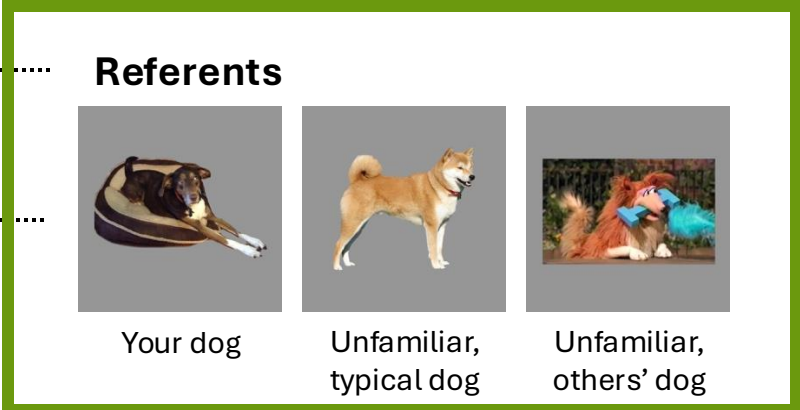 Referents
Your dog
Unfamiliar,
typical dog
Unfamiliar,
others’ dog